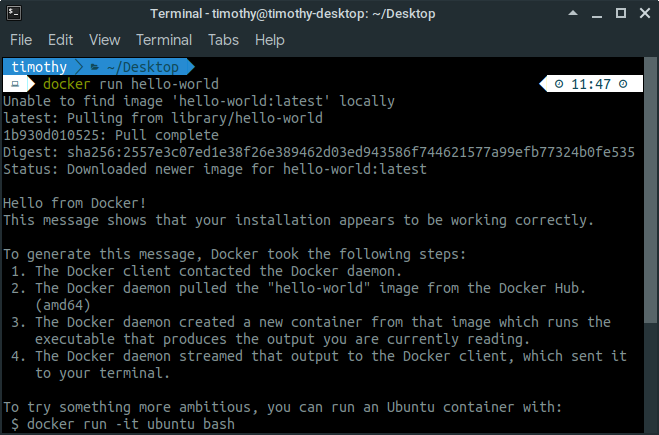 Terminal - timothy@timothy-desktop: ~/Desktop
File Edit View Terminal Tabs Help
timothy ~/Desktop
docker run hello-world 11:47
Unable to find image 'hello-world:latest' locally
latest: Pulling from library/hello-world
1b930d010525: Pull complete
Digest: sha256:2557e3c07ed1e38f26e389462d03ed943586f744621577a99efb77324b0fe535
Status: Downloaded newer image for hello-world:latest
Hello from Docker!
This message shows that your installation appears to be working correctly.
To generate this message, Docker took the following steps:
1. The Docker client contacted the Docker daemon.
2. The Docker daemon pulled the "hello-world" image from the Docker Hub.
(amd64)
3. The Docker daemon created a new container from that image which runs the
executable that produces the output you are currently reading.
4. The Docker daemon streamed that output to the Docker client, which sent it
to your terminal.
To try something more ambitious, you can run an Ubuntu container with:
$ docker run -it ubuntu bash